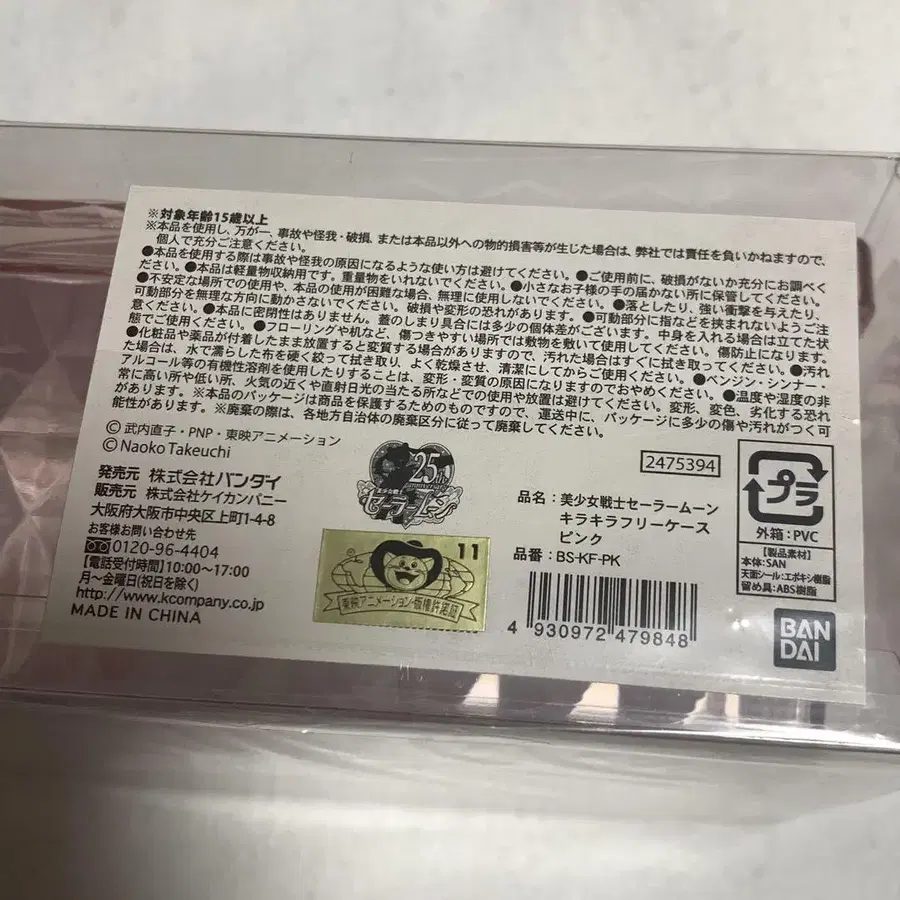 ※対象年齢15歳以上
※本品を使用し、万が一、事故や怪我・破損、または本品以外への物的損害等が生じた場合は、弊社では責任を負いかねますので、
個人で充分ご注意ください。
●本品を使用する際は事故や怪我の原因になるような使い方は避けてください。●ご使用前に、破損がないか充分にお調べく
ださい。●本品は軽量物収納用です。重量物をいれないでください。●小さなお子様の手の届かない所に保管してください。
●不安定な場所での使用や、本品の使用が困難な場合、無理に使用しないでください。●落としたり、強い衝撃を与えたり、
可動部分を無理な方向に動かさないでください。破損や変形の恐れがあります。●可動部分に指などを挟まれないようご注
意ください。●本品に密閉性はありません。蓋のしまり具合には多少の個体差がございます。中身を入れる場合は立てた状
態でご使用ください。●フローリングや机など、傷つきやすい場所では敷物を敷いて使用してください。傷防止になります。
●化粧品や薬品が付着したまま放置すると変質する場合がありますので、汚れた場合はすぐに拭き取ってください。●汚れ
た場合は、水で濡らした布を硬く絞って拭き取り、よく乾燥させ、清潔にしてからご使用ください。●ベンジン・シンナー・
アルコール等の有機性溶剤を使用したりすることは、変形・変質の原因になりますのでおやめください。●温度や湿度の非
常に高い所や低い所、火気の近くや直射日光の当たる所などでの使用や放置は避けてください。変形、変色、劣化する恐れ
があります。※本品のパッケージは商品を保護するためのものですので、運送中に、パッケージに多少の傷や汚れがつく可
能性があります。※廃棄の際は、各地方自治体の廃棄区分に従って廃棄してください。
© 武内直子・PNP・東映アニメーション
© Naoko Takeuchi
発売元 株式会社バンダイ
販売元 株式会社ケイカンパニー
大阪府大阪市中央区上町1-4-8
お客様お問い合わせ先
0120-96-4404
【電話受付時間】10:00〜17:00
月〜金曜日(祝日を除く)
http://www.kcompany.co.jp
MADE IN CHINA
25th
anniversary
美少女戦士
セーラームーン
11
東映アニメーション・版権許諾証
2475394
品名：美少女戦士セーラームーン
キラキラフリーケース
ピンク
品番：BS-KF-PK
4 930972 479848
プラ
外箱：PVC
【製品素材】
本体：SAN
天面シール：エポキシ樹脂
留め具：ABS樹脂
BAN
DAI